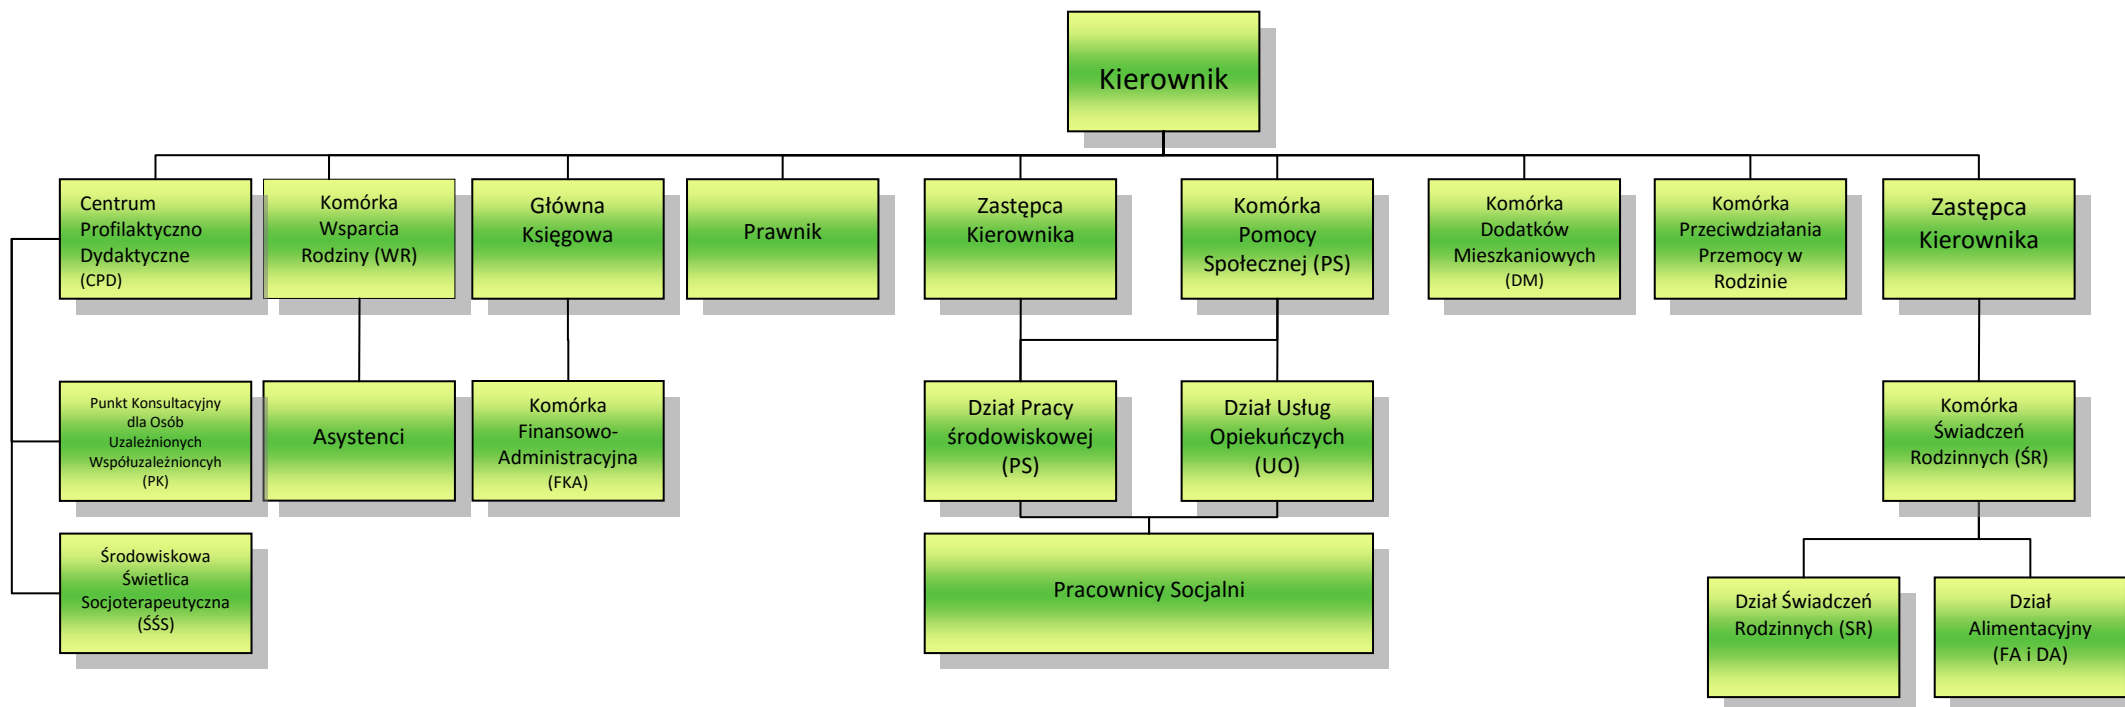 Kierownik
Centrum
Profilaktyczno
Dydaktyczne
(CPD)
Komórka
Wsparcia
Rodziny (WR)
Główna
Księgowa
Prawnik
Zastępca
Kierownika
Komórka
Pomocy
Społecznej (PS)
Komórka
Dodatków
Mieszkaniowych
(DM)
Komórka
Przeciwdziałania
Przemocy w
Rodzinie
Zastępca
Kierownika
Punkt Konsultacyjny
dla Osób
Uzależnionych
Współuzależnioncyh
(PK)
Asystenci
Komórka
Finansowo-
Administracyjna
(FKA)
Dział Pracy
środowiskowej
(PS)
Dział Usług
Opiekuńczych
(UO)
Komórka
Świadczeń
Rodzinnych (ŚR)
Środowiskowa
Świetlica
Socjoterapeutyczna
(ŚŚS)
Pracownicy Socjalni
Dział Świadczeń
Rodzinnych (SR)
Dział
Alimentacyjny
(FA i DA)